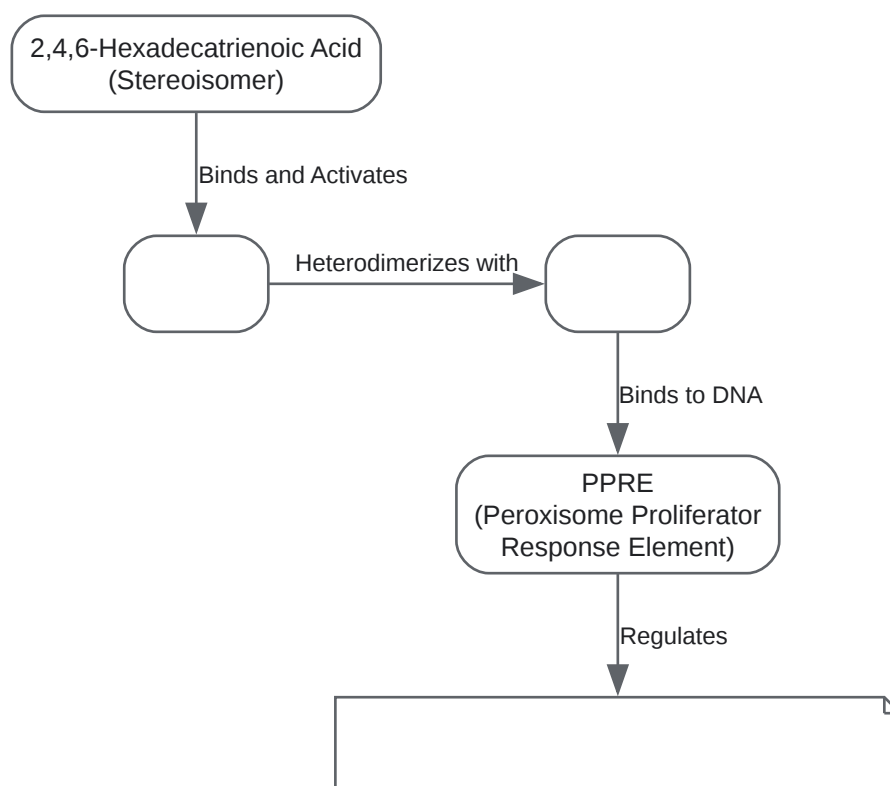 2,4,6-Hexadecatrienoic Acid
(Stereoisomer)
Binds and Activates
Heterodimerizes with
Binds to DNA
PPRE
(Peroxisome Proliferator
Response Element)
Regulates